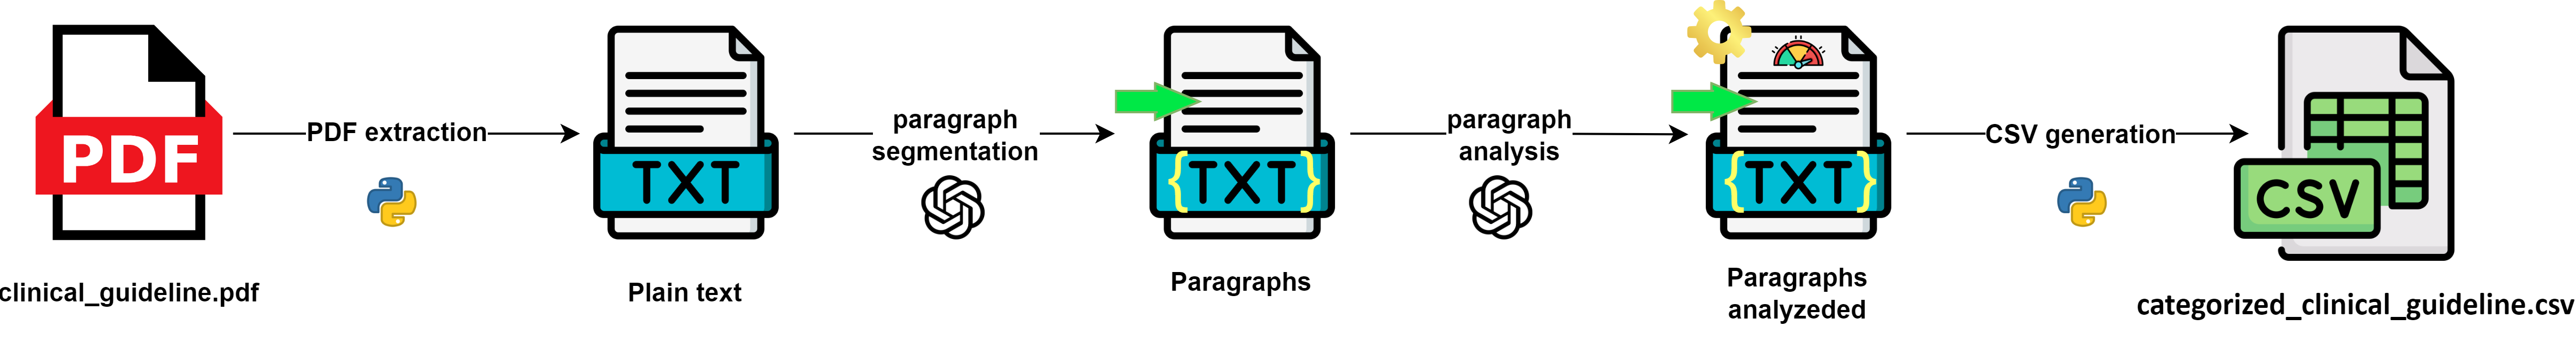 PDF
clinical_guideline.pdf
PDF extraction
TXT
Plain text
paragraph
segmentation
{TXT}
Paragraphs
paragraph
analysis
{TXT}
Paragraphs
analyzeded
CSV generation
CSV
categorized_clinical_guideline.csv